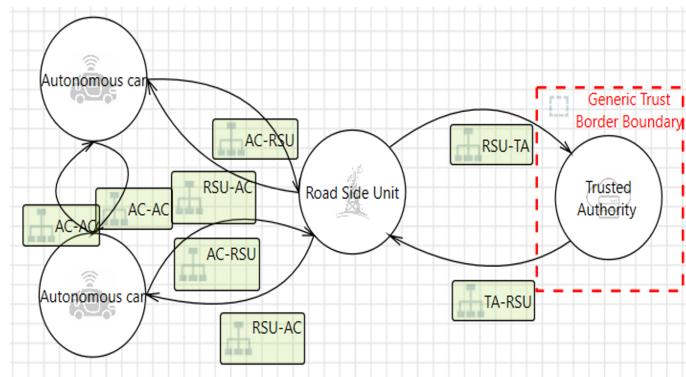 Autonomous car
Generic Trust
Border Boundary
AC-RSU
RSU-TA
RSU-AC
Road Side Unit
Trusted
Authority
AC-AC
AC-AC
AC-RSU
Autonomous car
TA-RSU
RSU-AC